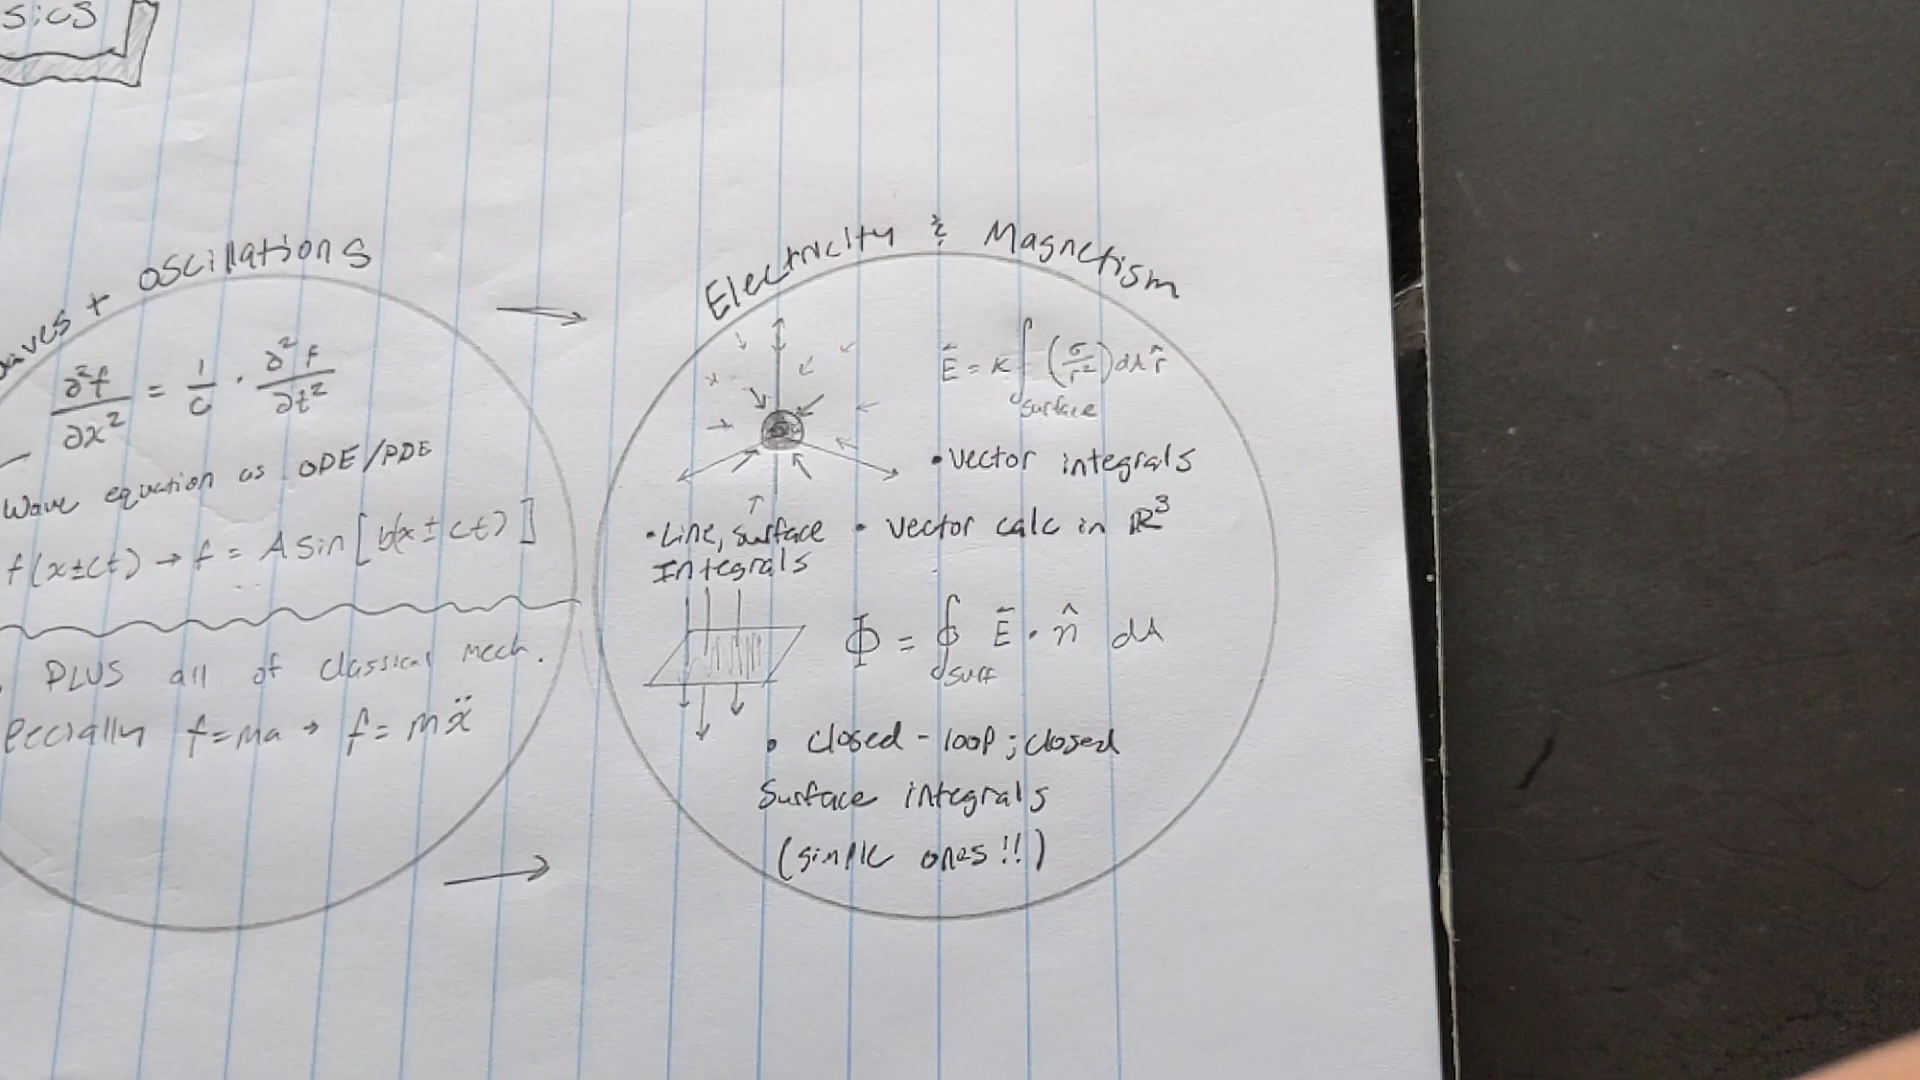 sics
waves + oscillations
∂²f/∂x² = 1/c · ∂²f/∂t²
Wave equation as ODE/PDE
f(x±ct) → f = A sin[b(x±ct)]
PLUS all of classical mech.
pecially f=ma → f=mẍ
Electricity & Magnetism
E = K ∫surface (σ/r²) dA r̂
• vector integrals
• Line, surface
Integrals
• vector calc in ℝ³
Φ = ∮surf E · n̂ dA
• closed-loop; closed
surface integrals
(simple ones!!)